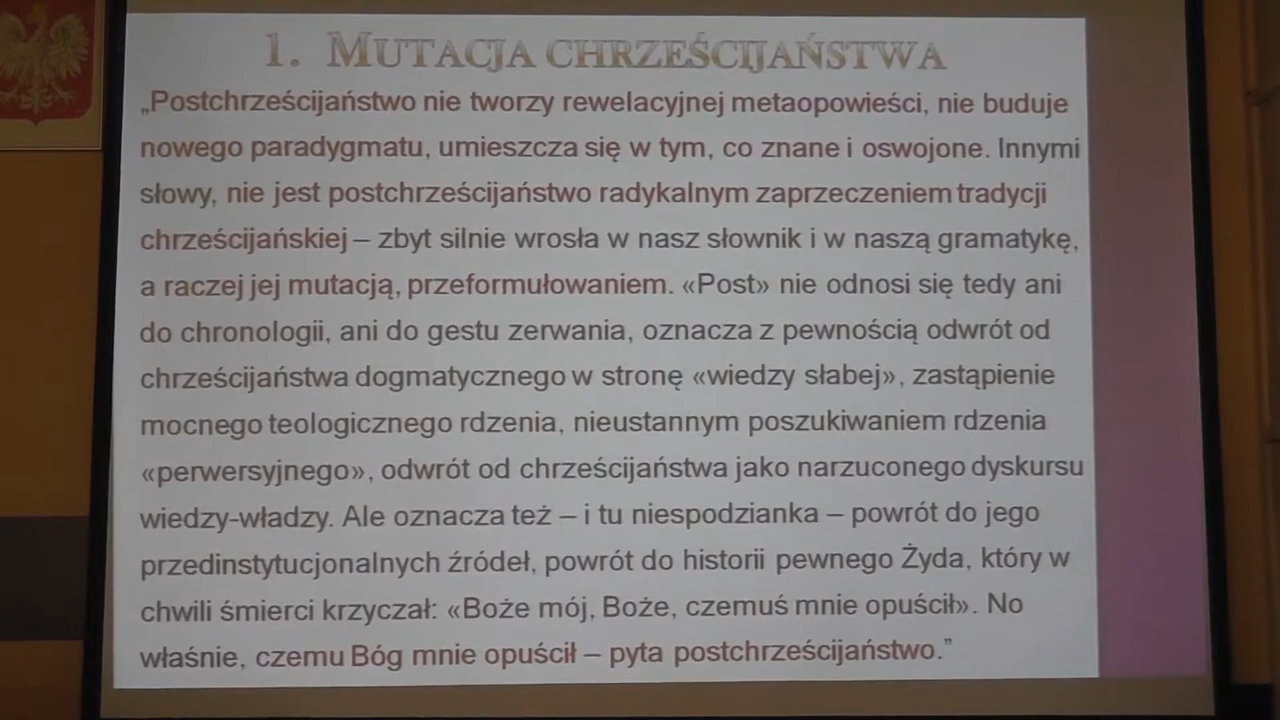 1. MUTACJA CHRZEŚCIJAŃSTWA
„Postchrześcijaństwo nie tworzy rewelacyjnej metaopowieści, nie buduje
nowego paradygmatu, umieszcza się w tym, co znane i oswojone. Innymi
słowy, nie jest postchrześcijaństwo radykalnym zaprzeczeniem tradycji
chrześcijańskiej – zbyt silnie wrosła w nasz słownik i w naszą gramatykę,
a raczej jej mutacją, przeformułowaniem. «Post» nie odnosi się tedy ani
do chronologii, ani do gestu zerwania, oznacza z pewnością odwrót od
chrześcijaństwa dogmatycznego w stronę «wiedzy słabej», zastąpienie
mocnego teologicznego rdzenia, nieustannym poszukiwaniem rdzenia
«perwersyjnego», odwrót od chrześcijaństwa jako narzuconego dyskursu
wiedzy-władzy. Ale oznacza też – i tu niespodzianka – powrót do jego
przedinstytucjonalnych źródeł, powrót do historii pewnego Żyda, który w
chwili śmierci krzyczał: «Boże mój, Boże, czemuś mnie opuścił». No
właśnie, czemu Bóg mnie opuścił – pyta postchrześcijaństwo.”